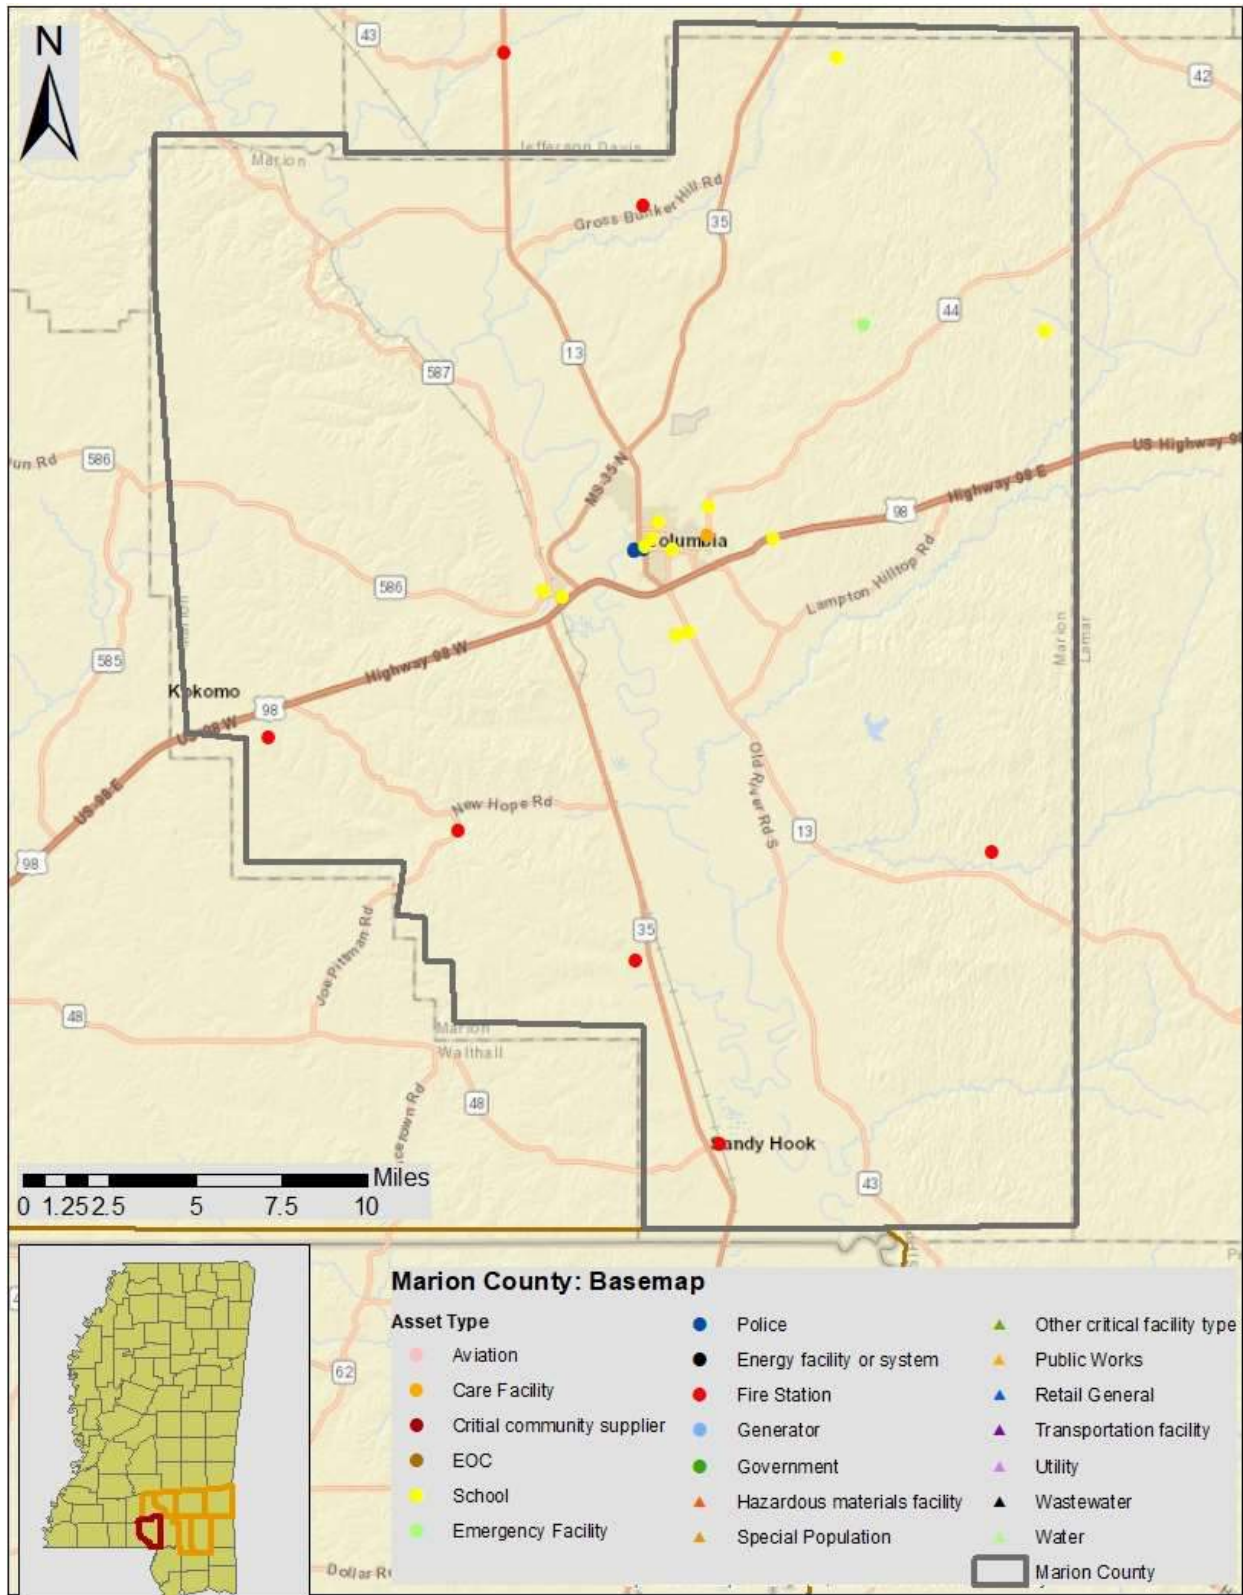 N
43
42
Jefferson Davis
Marion
Gross Bunker Hill Rd
35
44
13
587
US Highway 98
un Rd
586
MS-35 N
Highway 98 E
98
Columbia
586
Lampton Hilltop Rd
Marion
Marion
Lamar
585
Highway 98 W
Kokomo
98
US-98 W
Old River Rd S
US-98 E
New Hope Rd
13
98
35
Joe Pittman Rd
48
Marion
Walthall
48
cetown Rd
Sandy Hook
Miles
43
0 1.25 2.5 5 7.5 10
Marion County: Basemap
Asset Type
Aviation
Care Facility
Critial community supplier
EOC
School
Emergency Facility
Police
Energy facility or system
Fire Station
Generator
Government
Hazardous materials facility
Special Population
Other critical facility type
Public Works
Retail General
Transportation facility
Utility
Wastewater
Water
Marion County
62
Dollar R